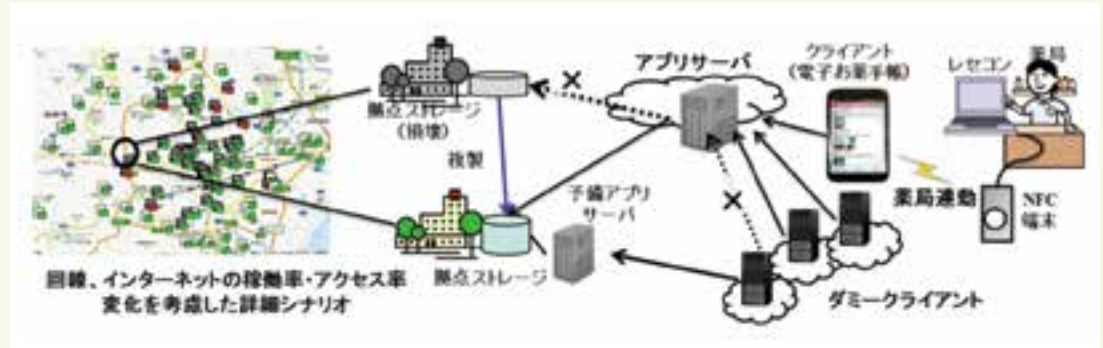 拠点ストレージ
(損壊)
複製
アプリサーバ
クライアント
(電子お薬手帳)
レセコン
薬局
薬局連動
NFC
端末
予備アプリ
サーバ
拠点ストレージ
ダミークライアント
回線、インターネットの稼働率・アクセス率
変化を考慮した詳細シナリオ